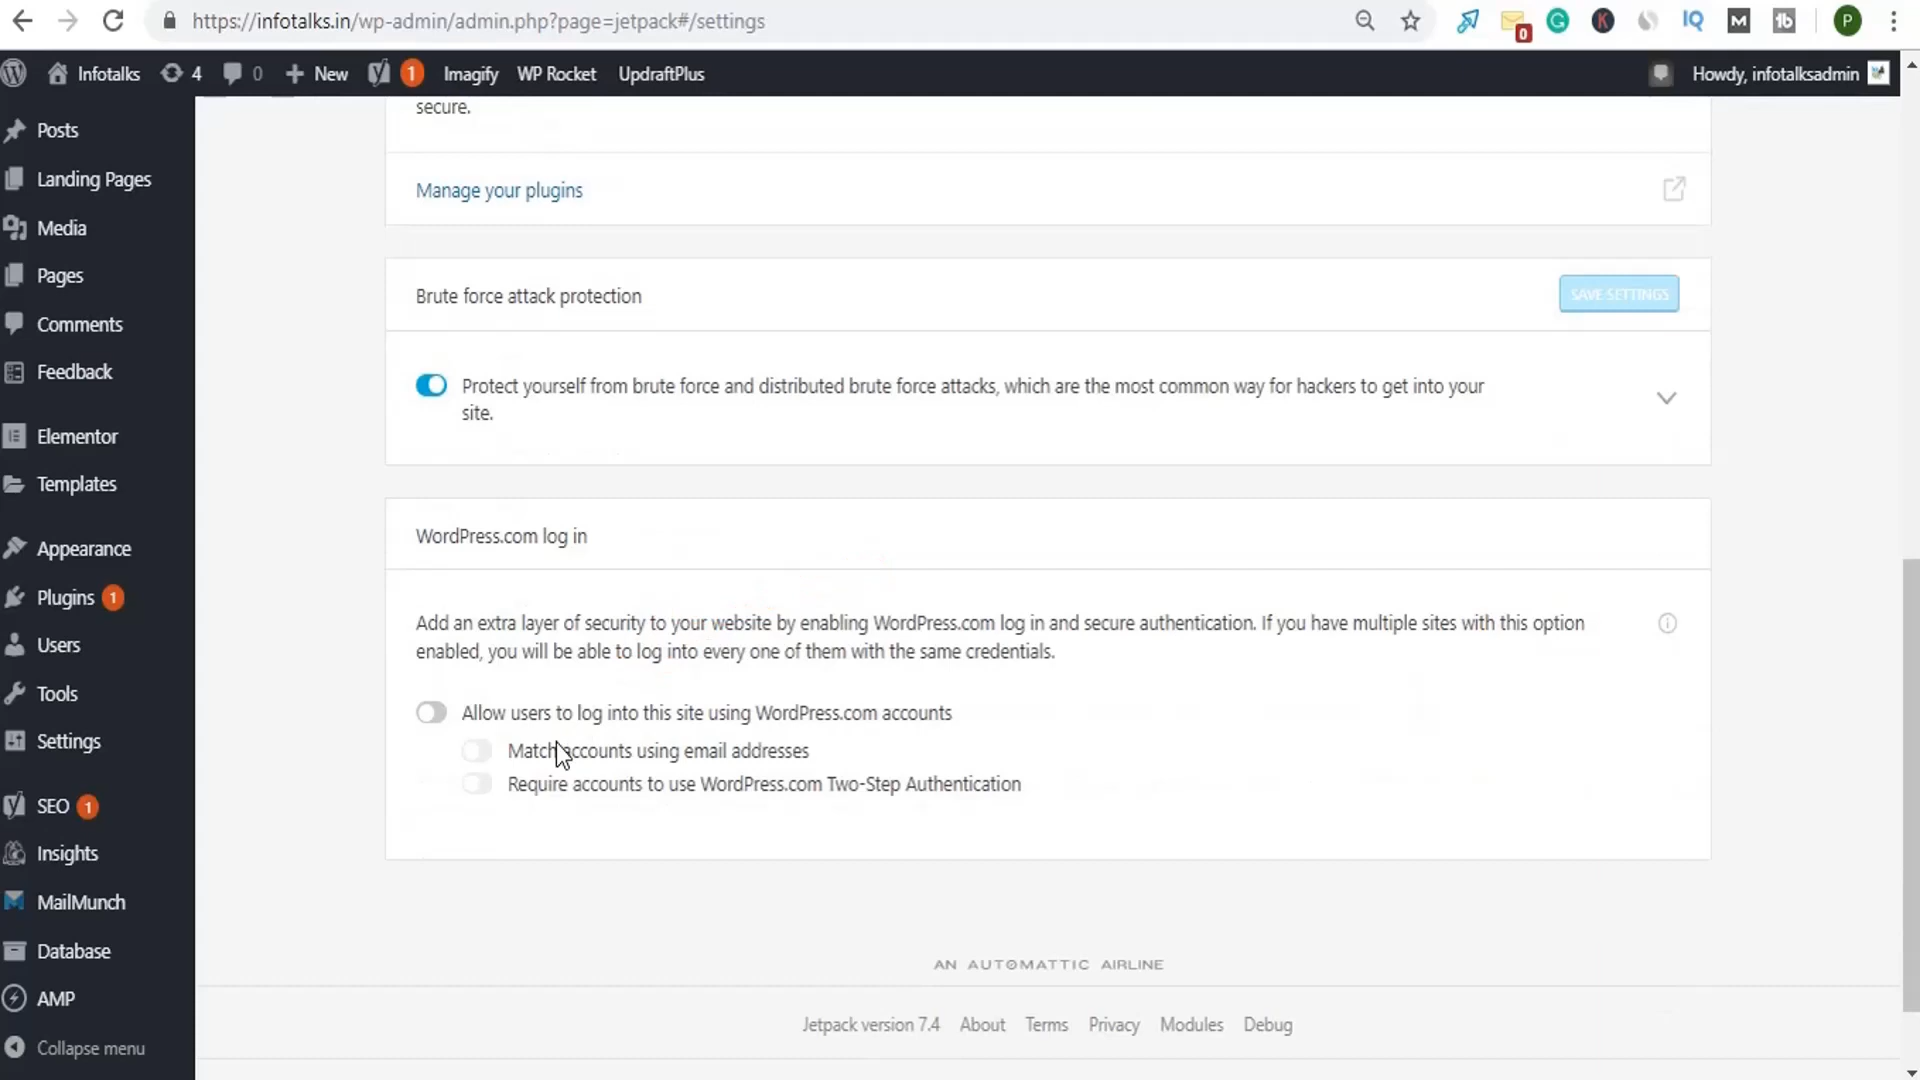 https://infotalks.in/wp-admin/admin.php?page=jetpack#/settings
0
G
K
IQ
M
tb
P
Infotalks
4
0
New
1
Imagify
WP Rocket
UpdraftPlus
Howdy, infotalksadmin
Posts
Landing Pages
Media
Pages
Comments
Feedback
Elementor
Templates
Appearance
Plugins 1
Users
Tools
Settings
SEO 1
Insights
MailMunch
Database
AMP
Collapse menu
secure.
Manage your plugins
Brute force attack protection
SAVE SETTINGS
Protect yourself from brute force and distributed brute force attacks, which are the most common way for hackers to get into your
site.
WordPress.com log in
Add an extra layer of security to your website by enabling WordPress.com log in and secure authentication. If you have multiple sites with this option
enabled, you will be able to log into every one of them with the same credentials.
Allow users to log into this site using WordPress.com accounts
Match accounts using email addresses
Require accounts to use WordPress.com Two-Step Authentication
AN AUTOMATTIC AIRLINE
Jetpack version 7.4
About
Terms
Privacy
Modules
Debug